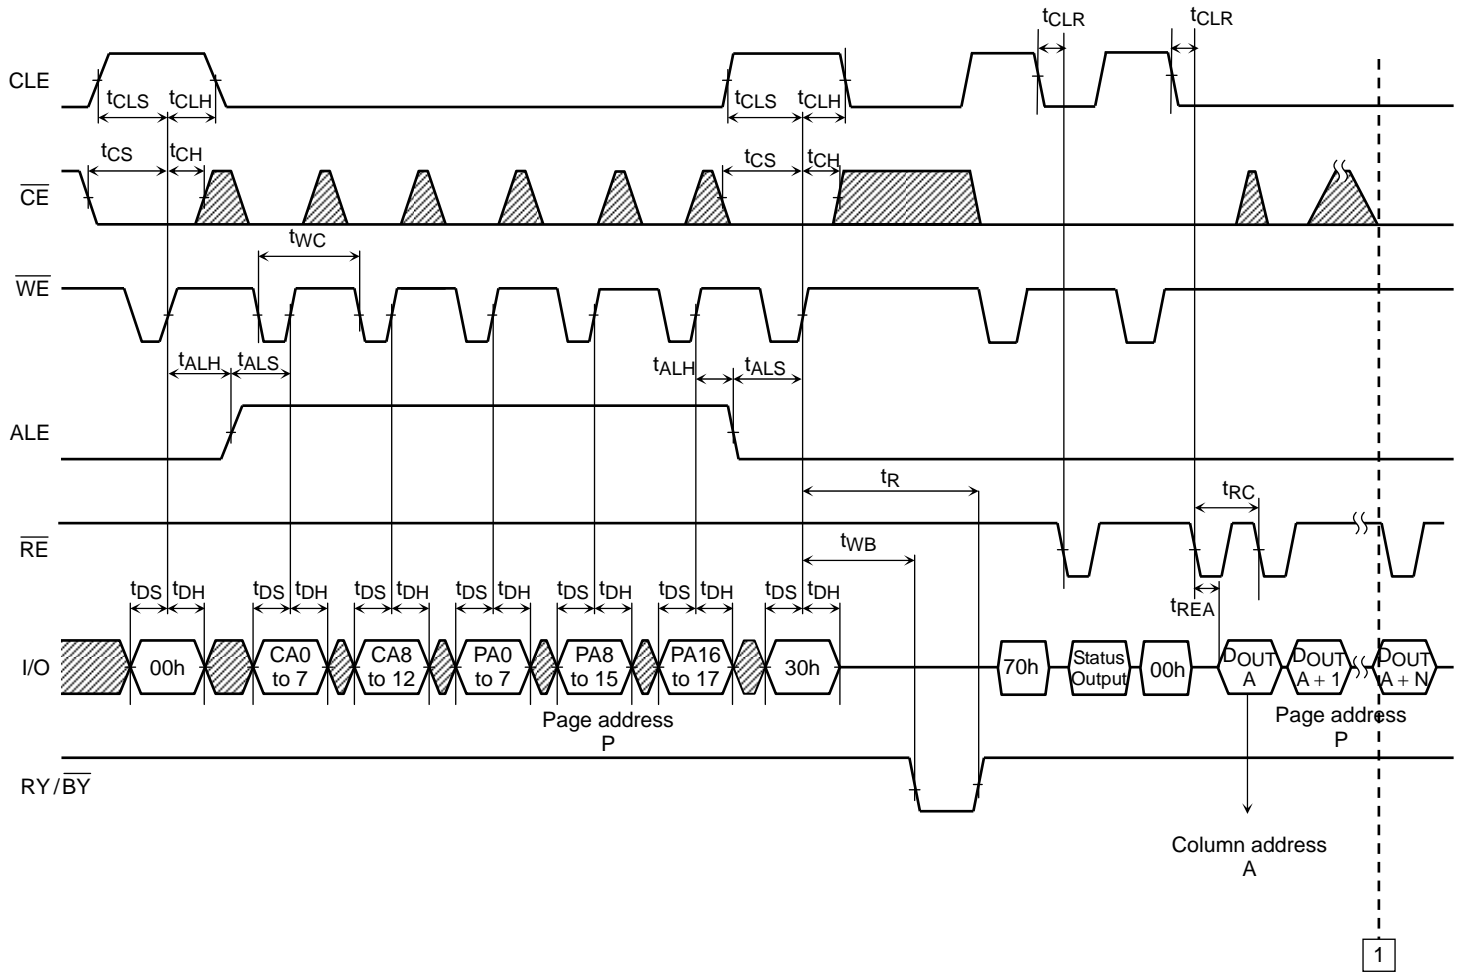 tCLR tCLR
CLE
tCLS tCLH tCLS tCLH
tCS tCH tCS tCH
CE
tWC
WE
tALH tALS tALH tALS
ALE
tR
tRC
RE
tWB
tDS tDH tDS tDH tDS tDH tDS tDH tDS tDH tDS tDH tDS tDH
tREA
I/O
00h
CA0 to 7
CA8 to 12
PA0 to 7
PA8 to 15
PA16 to 17
30h
70h
Status Output
00h
DOUT A
DOUT A + 1
DOUT A + N
Page address
P
Page address
P
RY/BY
Column address
A
1